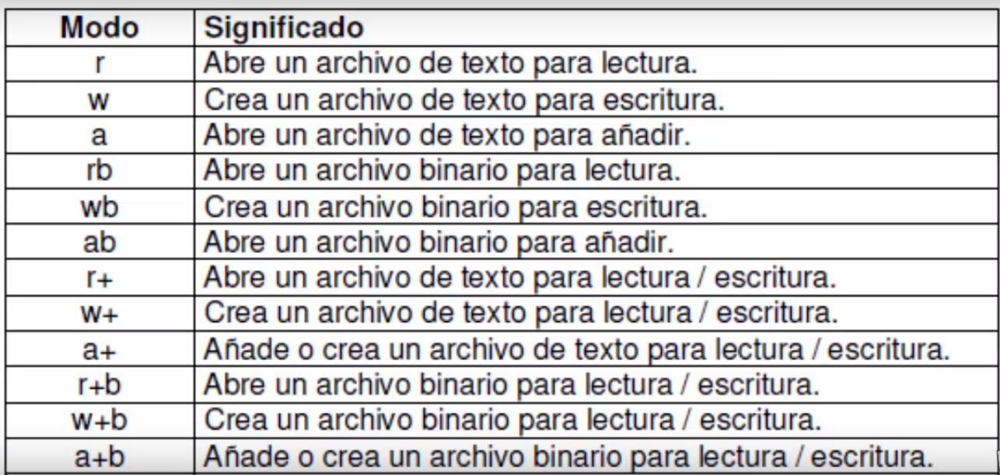 Modo Significado
r Abre un archivo de texto para lectura.
w Crea un archivo de texto para escritura.
a Abre un archivo de texto para añadir.
rb Abre un archivo binario para lectura.
wb Crea un archivo binario para escritura.
ab Abre un archivo binario para añadir.
r+ Abre un archivo de texto para lectura / escritura.
w+ Crea un archivo de texto para lectura / escritura.
a+ Añade o crea un archivo de texto para lectura / escritura.
r+b Abre un archivo binario para lectura / escritura.
w+b Crea un archivo binario para lectura / escritura.
a+b Añade o crea un archivo binario para lectura / escritura.